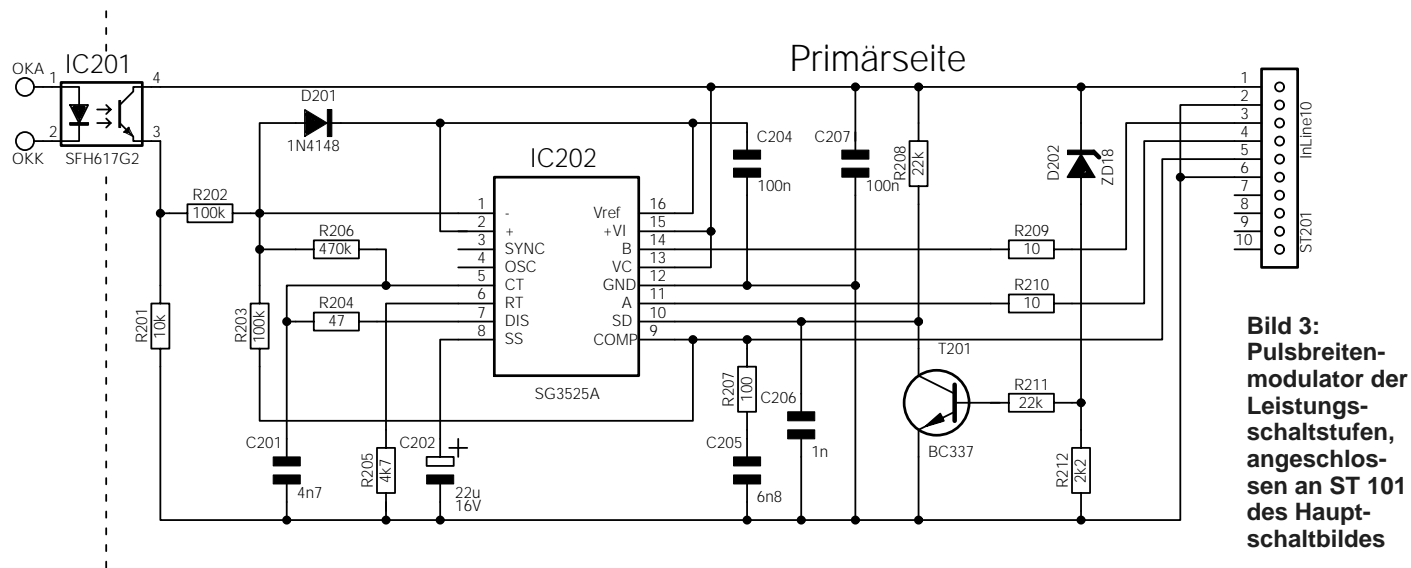 Primärseite
OKA
1
IC201
4
OKK
2
3
SFH617G2
D201
1N4148
R202
100k
R206
470k
R204
47
R201
10k
R203
100k
C201
4n7
R205
4k7
C202
+
22u
16V
IC202
1
2
3
4
5
6
7
8
-
+
SYNC
OSC
CT
RT
DIS
SS
Vref
+VI
B
VC
GND
A
SD
COMP
16
15
14
13
12
11
10
9
SG3525A
C204
100n
C207
100n
R208
22k
D202
ZD18
R209
10
R210
10
R207
100
C206
1n
C205
6n8
T201
BC337
R211
22k
R212
2k2
1
2
3
4
5
6
7
8
9
10
InLine10
ST201
Bild 3:
Pulsbreiten-
modulator der
Leistungs-
schaltstufen,
angeschlos-
sen an ST 101
des Haupt-
schaltbildes